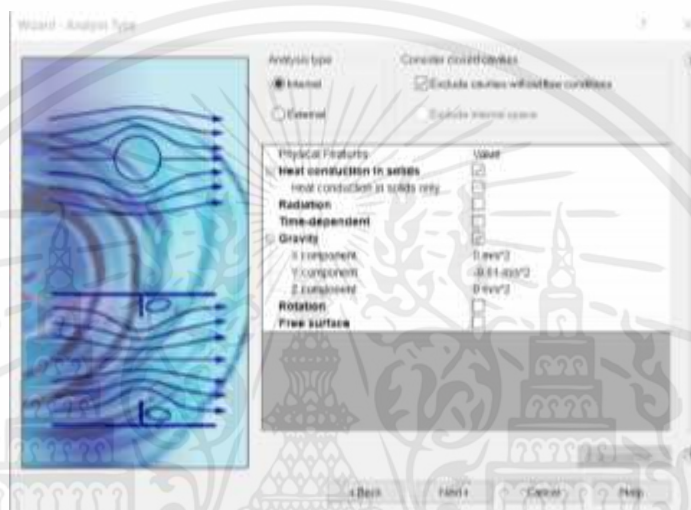 Wizard - Analysis Type
Analysis type
Consider closed cavities
Internal
Exclude cavities without flow conditions
External
Exclude internal space
Physical Features Value
Heat conduction in solids
Heat conduction in solids only
Radiation
Time-dependent
Gravity
X component 0 m/s^2
Y component -9.81 m/s^2
Z component 0 m/s^2
Rotation
Free surface
< Back Next > Cancel Help